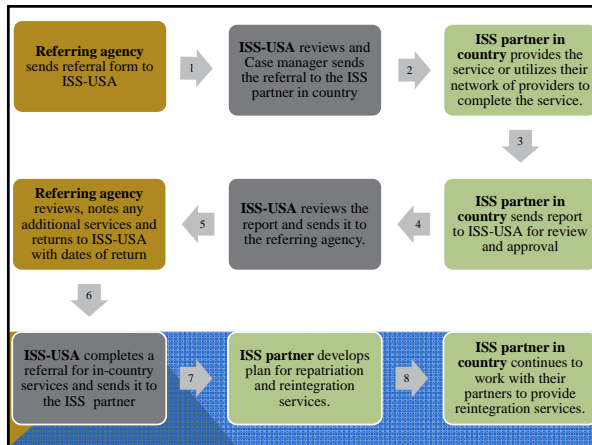 Referring agency
sends referral form to
ISS-USA
1
ISS-USA reviews and
Case manager sends
the referral to the ISS
partner in country
2
ISS partner in
country provides the
service or utilizes their
network of providers to
complete the service.
3
Referring agency
reviews, notes any
additional services and
returns to ISS-USA
with dates of return
5
ISS-USA reviews the
report and sends it to
the referring agency.
4
ISS partner in
country sends report
to ISS-USA for review
and approval
6
ISS-USA completes a
referral for in-country
services and sends it to
the ISS partner
7
ISS partner develops
plan for repatriation
and reintegration
services.
8
ISS partner in
country continues to
work with their
partners to provide
reintegration services.